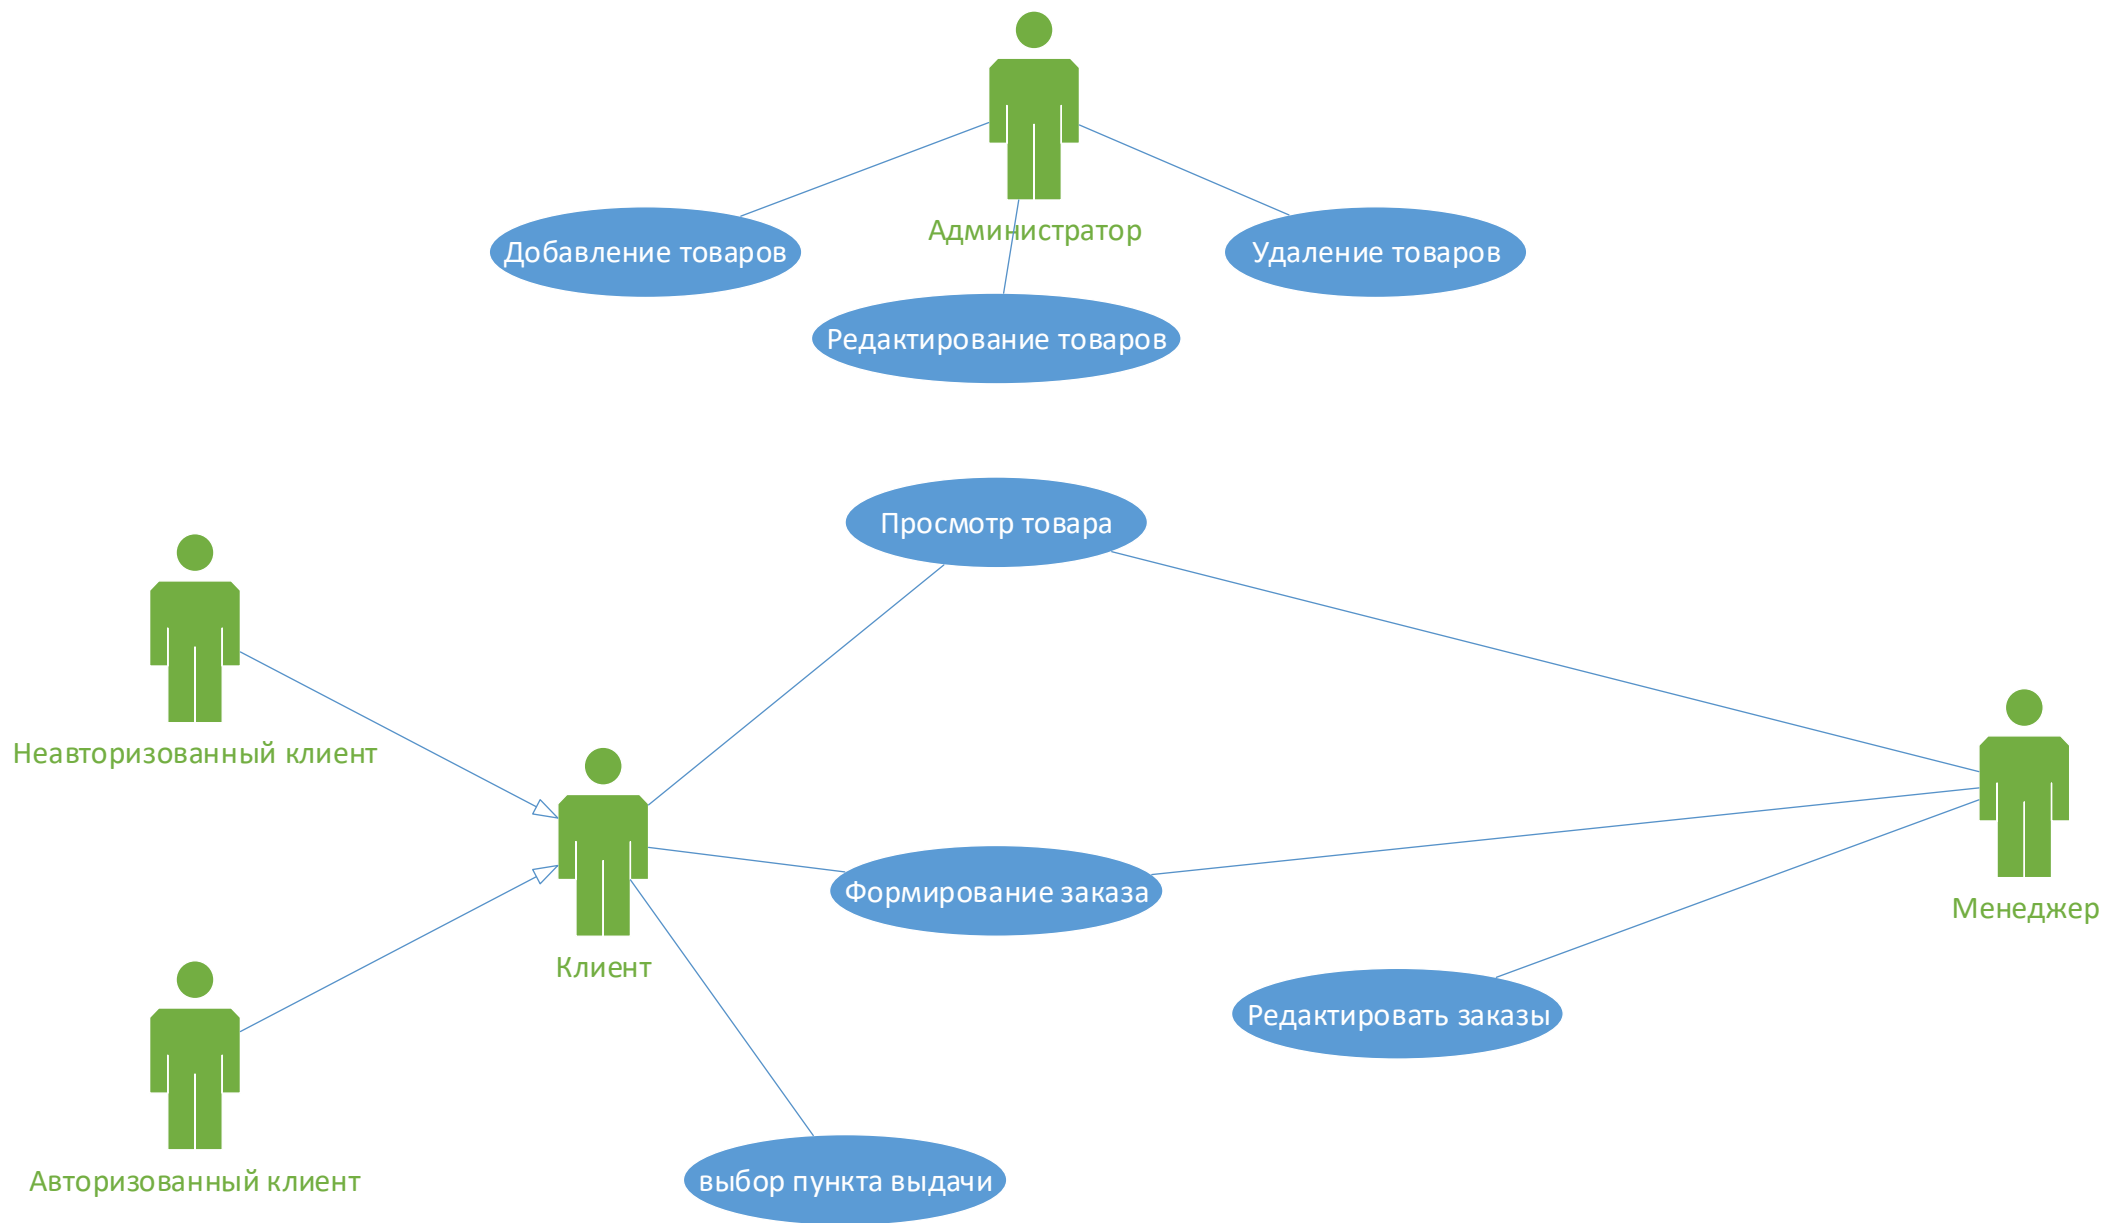 Администратор
Добавление товаров
Удаление товаров
Редактирование товаров
Просмотр товара
Неавторизованный клиент
Формирование заказа
Менеджер
Клиент
Редактировать заказы
Авторизованный клиент
выбор пункта выдачи